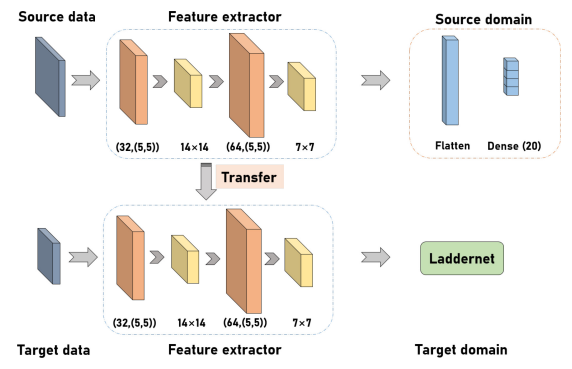 Source data
Feature extractor
Source domain
(32,(5,5))
14×14
(64,(5,5))
7×7
Flatten
Dense (20)
Transfer
Laddernet
(32,(5,5))
14×14
(64,(5,5))
7×7
Target data
Feature extractor
Target domain